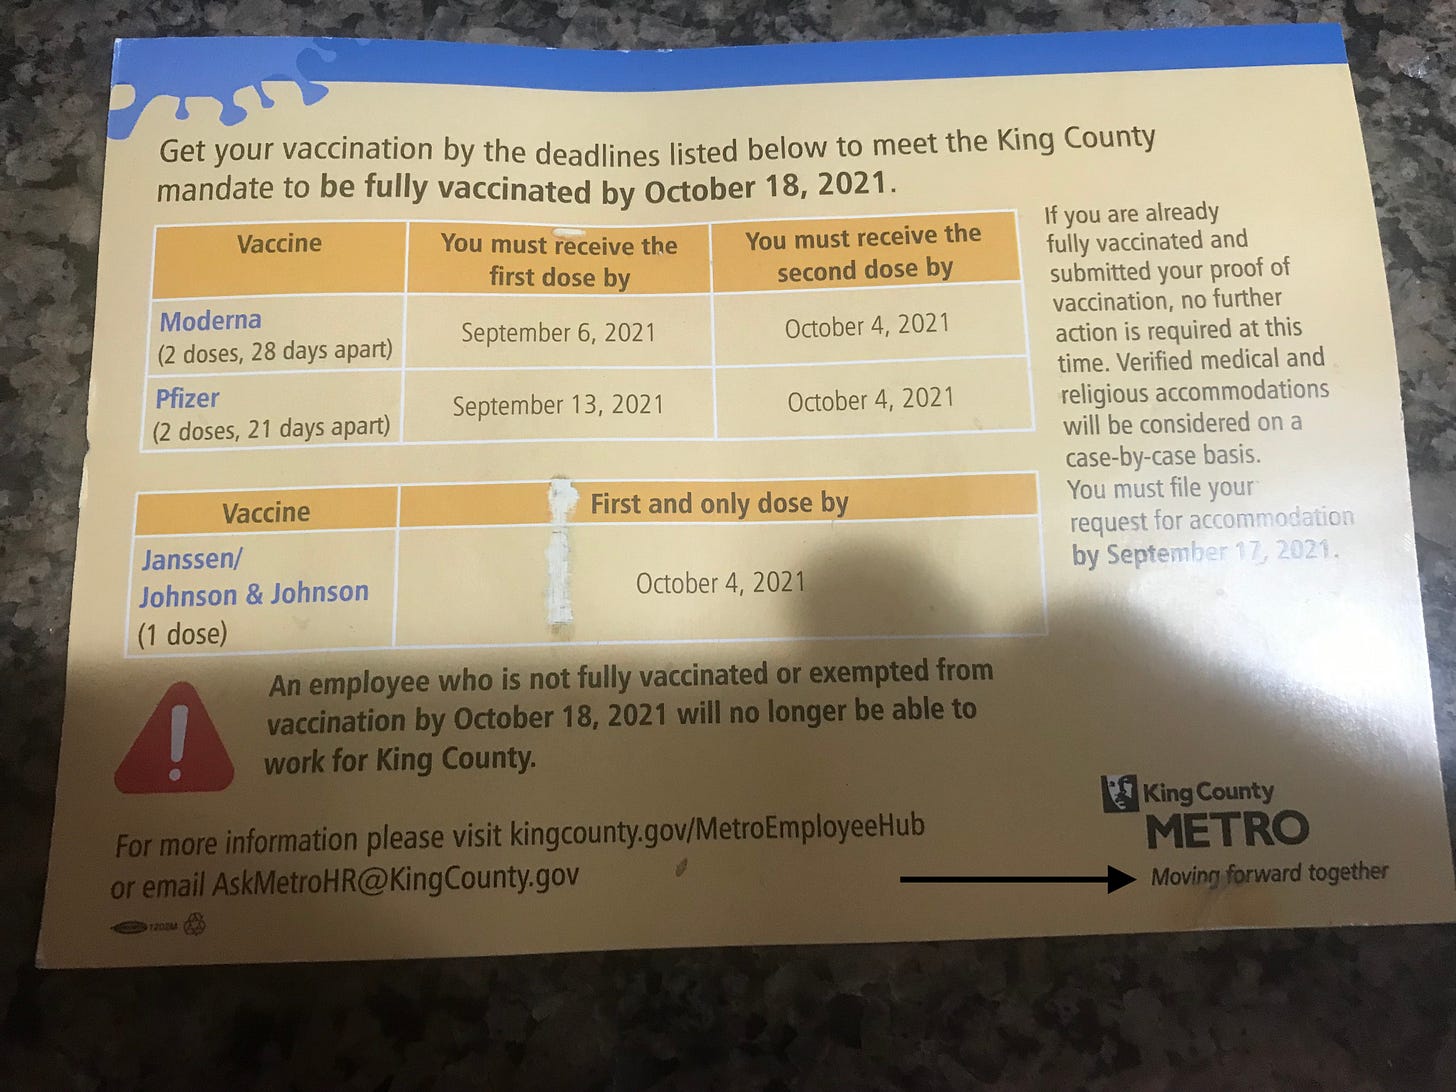 Get your vaccination by the deadlines listed below to meet the King County
mandate to be fully vaccinated by October 18, 2021.
Vaccine
You must receive the
first dose by
You must receive the
second dose by
Moderna
(2 doses, 28 days apart)
September 6, 2021
October 4, 2021
Pfizer
(2 doses, 21 days apart)
September 13, 2021
October 4, 2021
Vaccine
First and only dose by
Janssen/
Johnson & Johnson
(1 dose)
October 4, 2021
If you are already
fully vaccinated and
submitted your proof of
vaccination, no further
action is required at this
time. Verified medical and
religious accommodations
will be considered on a
case-by-case basis.
You must file your
request for accommodation
by September 17, 2021.
An employee who is not fully vaccinated or exempted from
vaccination by October 18, 2021 will no longer be able to
work for King County.
For more information please visit kingcounty.gov/MetroEmployeeHub
or email AskMetroHR@KingCounty.gov
King County
METRO
Moving forward together